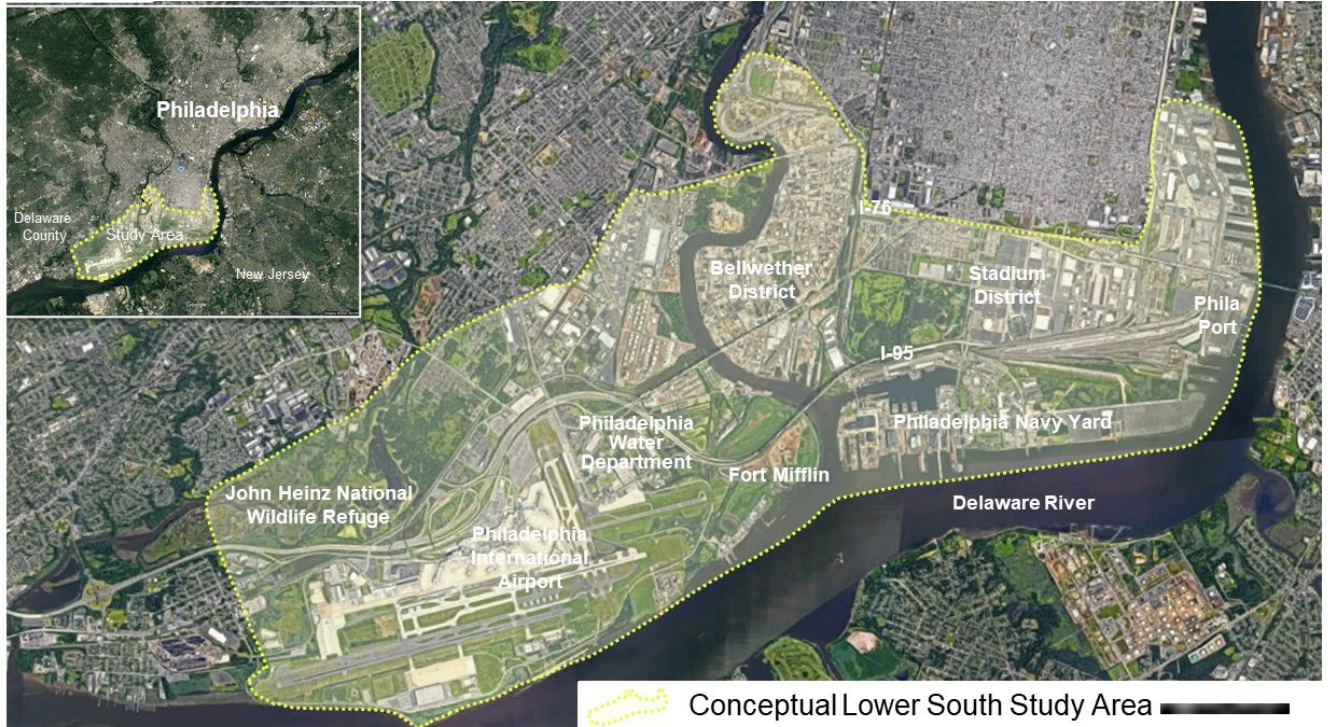 Philadelphia
Delaware
County
Study Area
New Jersey
Google
I-76
Bellwether
District
Stadium
District
Phila
Port
I-95
Philadelphia
Water
Department
Philadelphia Navy Yard
Fort Mifflin
John Heinz National
Wildlife Refuge
Delaware River
Philadelphia
International
Airport
Conceptual Lower South Study Area